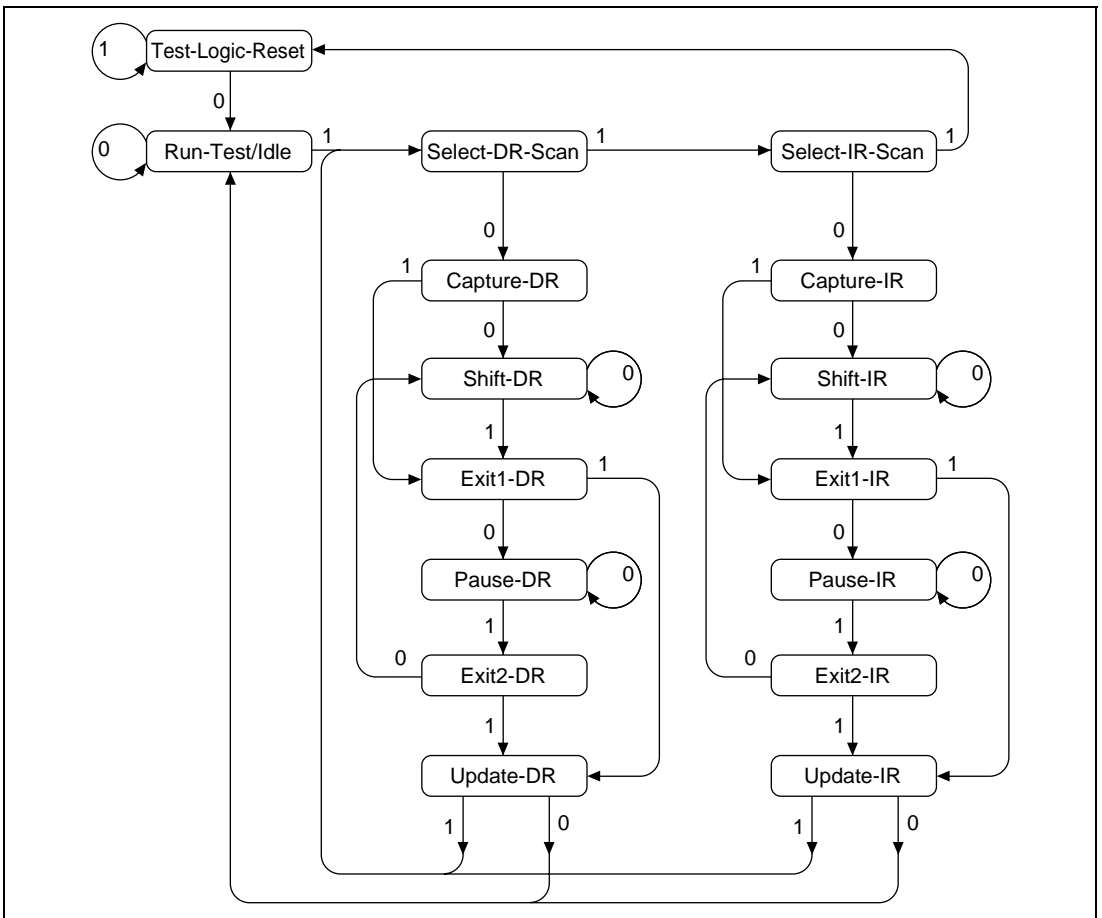 1 Test-Logic-Reset
0
0 Run-Test/Idle 1 Select-DR-Scan 1 Select-IR-Scan 1
0 0
1 Capture-DR 1 Capture-IR
0 0
Shift-DR 0 Shift-IR 0
1 1
Exit1-DR 1 Exit1-IR 1
0 0
Pause-DR 0 Pause-IR 0
1 1
0 Exit2-DR 0 Exit2-IR
1 1
Update-DR Update-IR
1 0 1 0